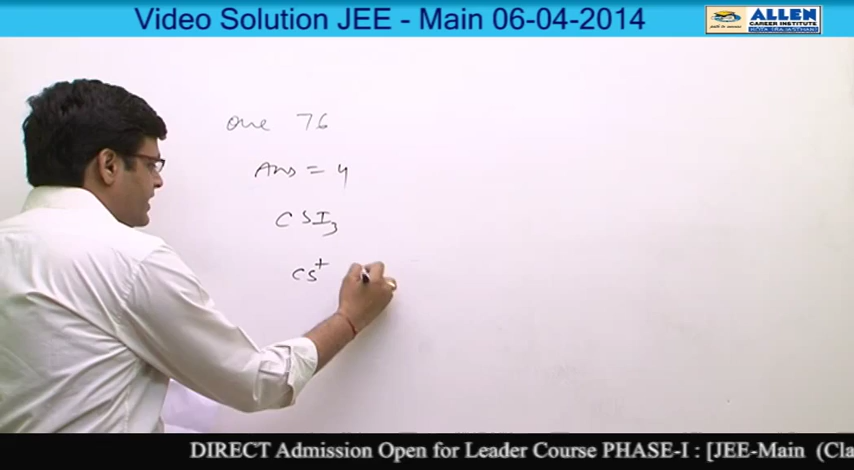 Video Solution JEE - Main 06-04-2014
ALLEN
CAREER INSTITUTE
KOTA (RAJASTHAN)
Que 76
Ans = 4
CSI3
Cs+
DIRECT Admission Open for Leader Course PHASE-I : [JEE-Main (Cla